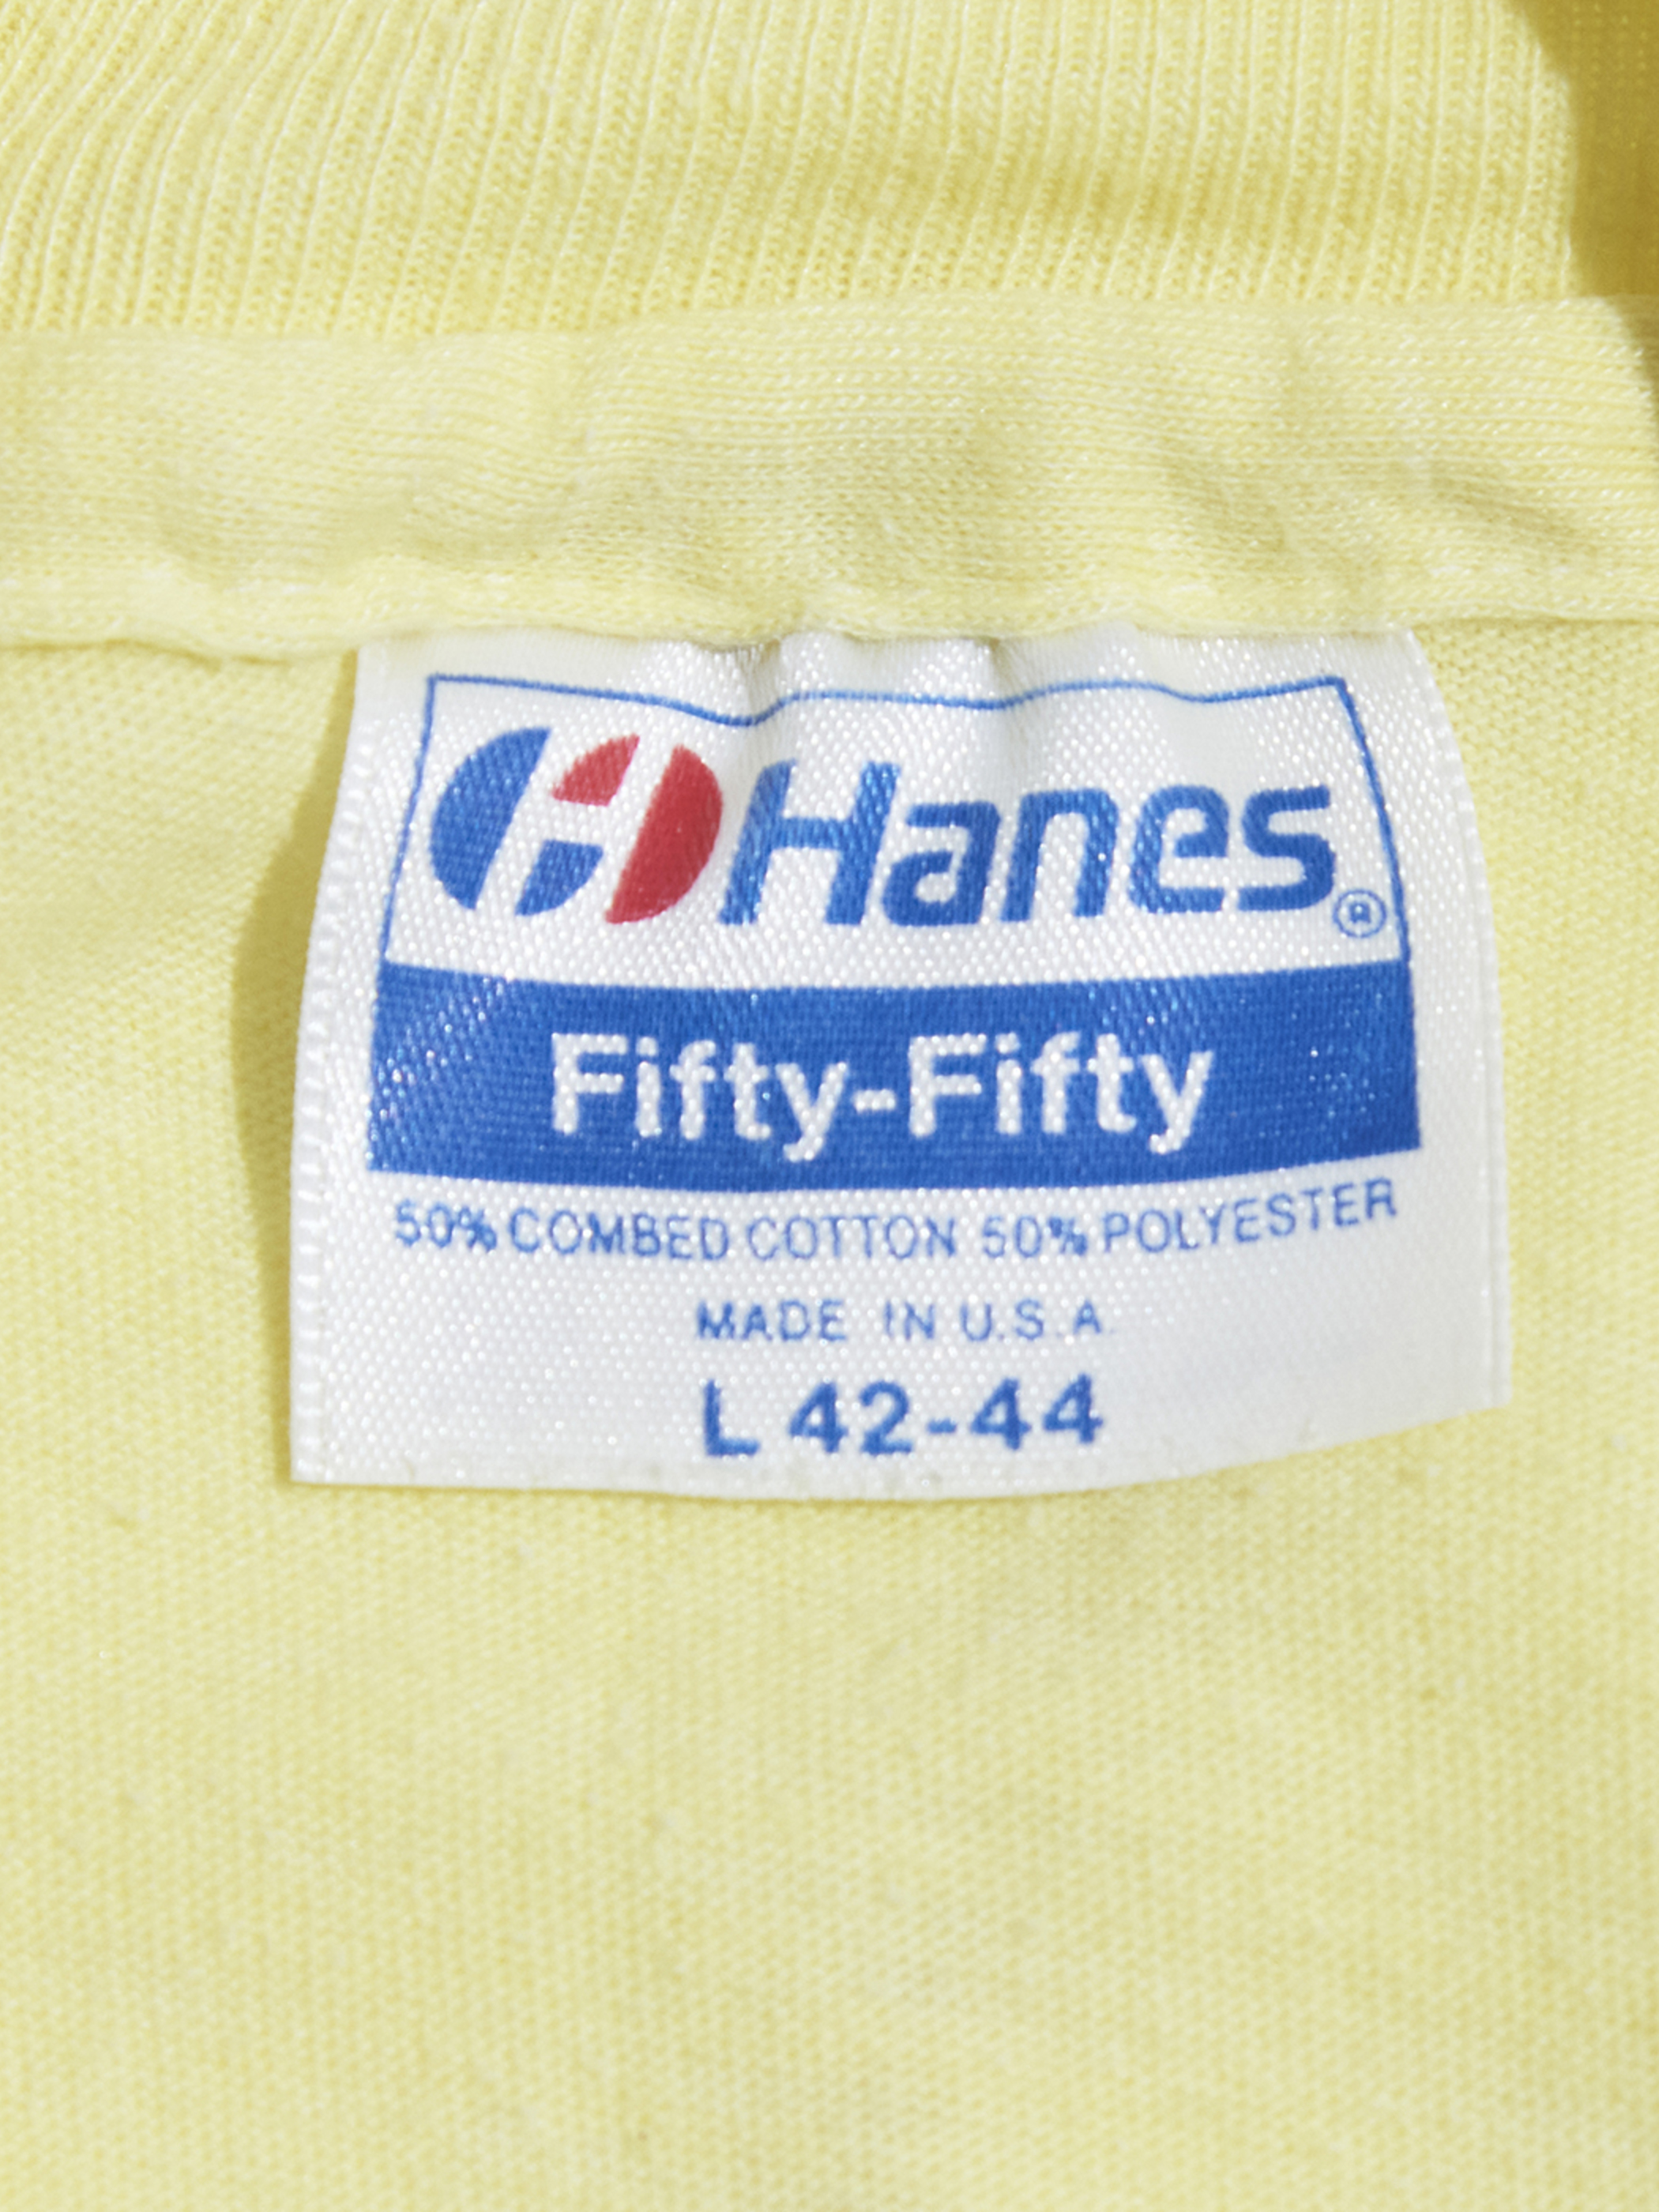 Hanes®
Fifty-Fifty
50% COMBED COTTON 50% POLYESTER
MADE IN U.S.A.
L 42-44